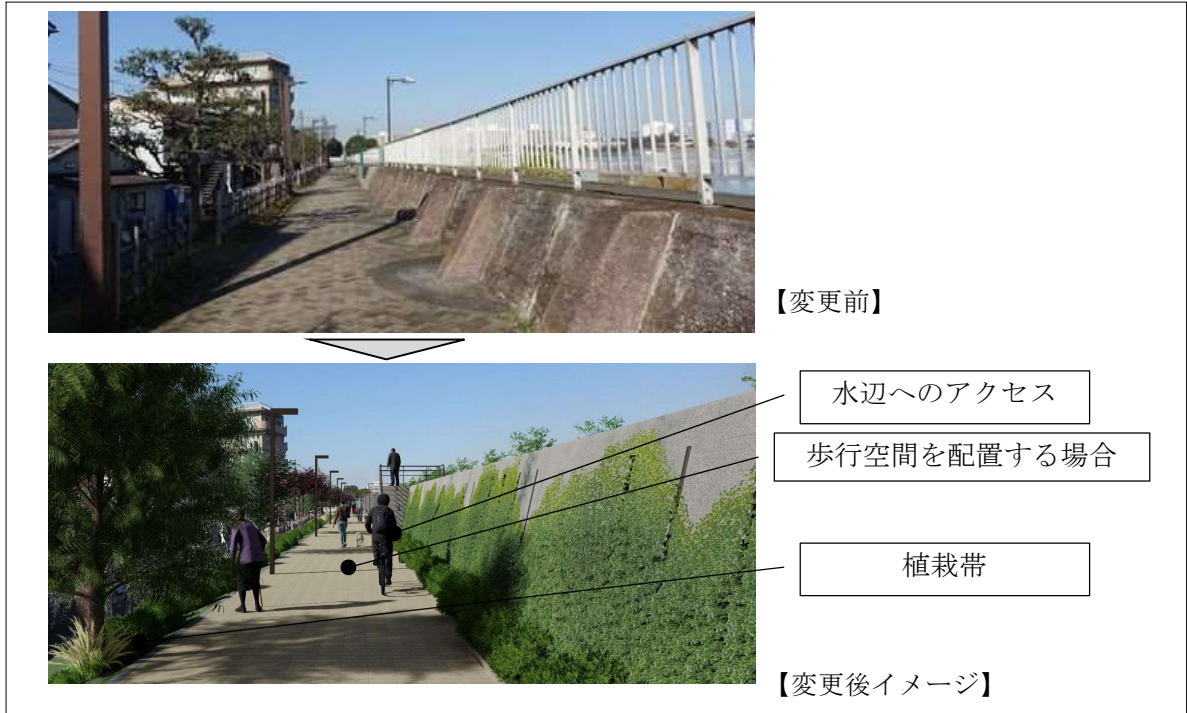 【変更前】
水辺へのアクセス
歩行空間を配置する場合
植栽帯
【変更後イメージ】